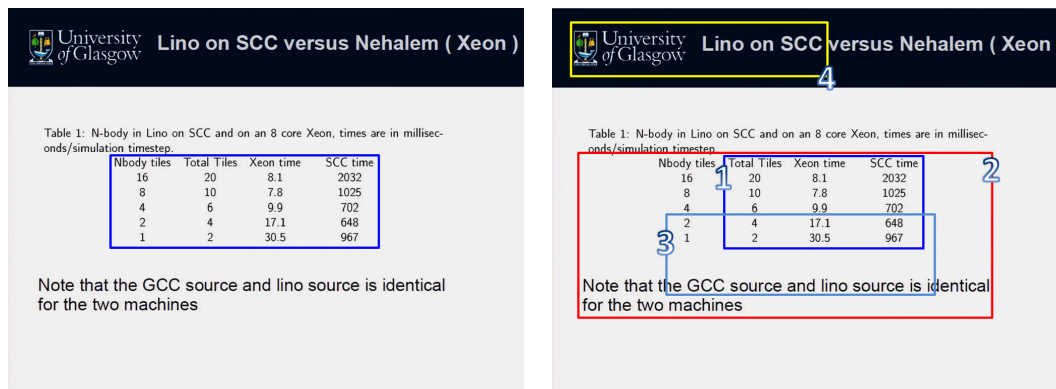 University
of Glasgow
Lino on SCC versus Nehalem ( Xeon )
Table 1: N-body in Lino on SCC and on an 8 core Xeon, times are in millisec-
onds/simulation timestep.
Nbody tiles Total Tiles Xeon time SCC time
16 20 8.1 2032
8 10 7.8 1025
4 6 9.9 702
2 4 17.1 648
1 2 30.5 967
Note that the GCC source and lino source is identical
for the two machines
University
of Glasgow
Lino on SCC versus Nehalem ( Xeon
4
Table 1: N-body in Lino on SCC and on an 8 core Xeon, times are in millisec-
onds/simulation timestep
Nbody tiles Total Tiles Xeon time SCC time
2
16 20 8.1 2032
1
8 10 7.8 1025
4 6 9.9 702
2 4 17.1 648
3
1 2 30.5 967
Note that the GCC source and lino source is identical
for the two machines